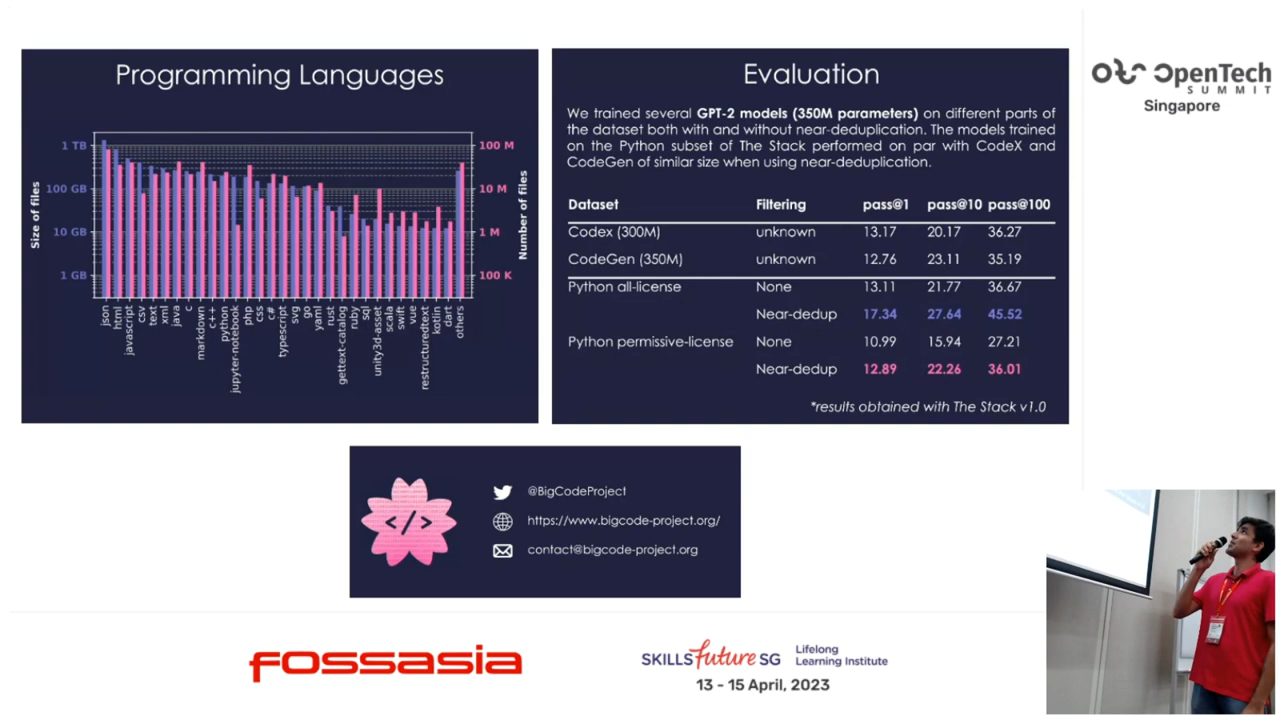 Programming Languages
1 TB
100 GB
10 GB
1 GB
Size of files
100 M
10 M
1 M
100 K
Number of files
json
html
javascript
csv
text
xml
java
c
markdown
c++
python
jupyter-notebook
php
css
c#
typescript
svg
go
yaml
rust
gettext-catalog
ruby
sql
unity3d-asset
scala
swift
vue
restructuredtext
kotlin
dart
others
Evaluation
We trained several GPT-2 models (350M parameters) on different parts of
the dataset both with and without near-deduplication. The models trained
on the Python subset of The Stack performed on par with CodeX and
CodeGen of similar size when using near-deduplication.
Dataset Filtering pass@1 pass@10 pass@100
Codex (300M) unknown 13.17 20.17 36.27
CodeGen (350M) unknown 12.76 23.11 35.19
Python all-license None 13.11 21.77 36.67
Near-dedup 17.34 27.64 45.52
Python permissive-license None 10.99 15.94 27.21
Near-dedup 12.89 22.26 36.01
*results obtained with The Stack v1.0
OpenTech
SUMMIT
Singapore
</>
@BigCodeProject
https://www.bigcode-project.org/
contact@bigcode-project.org
fossasia
SKILLS future SG
Lifelong
Learning Institute
13 - 15 April, 2023